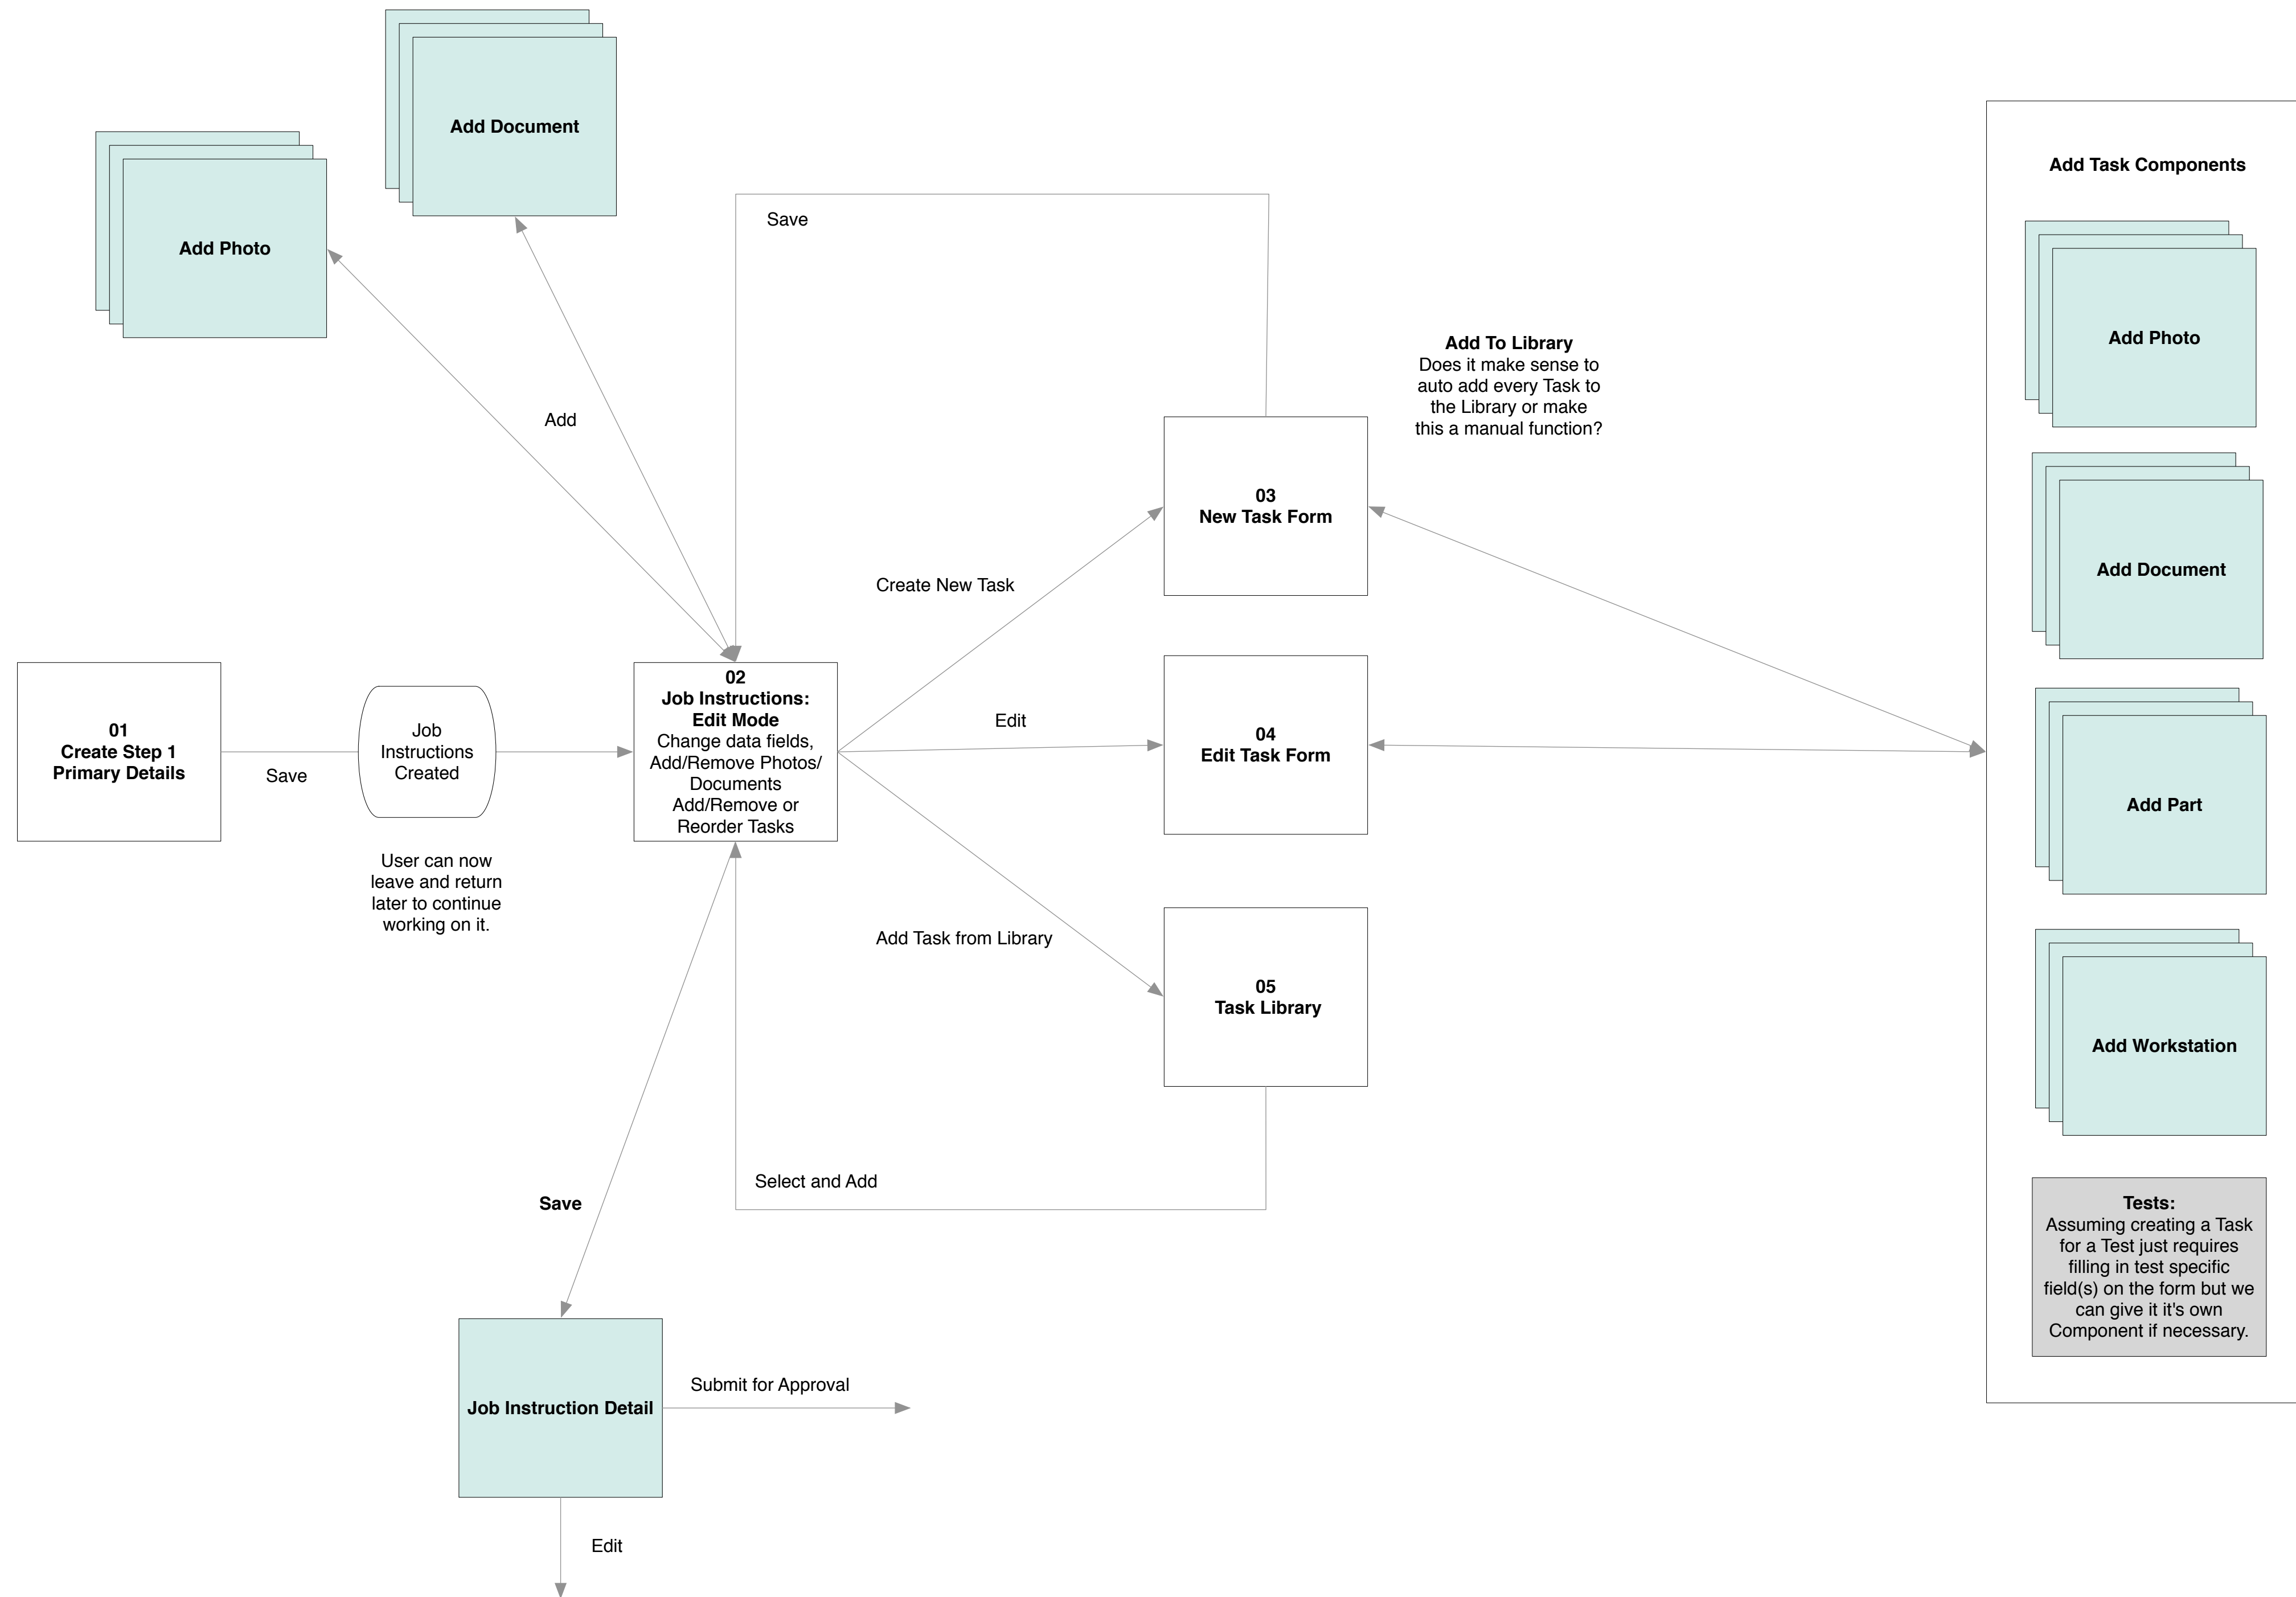 Add Document
Add Photo
Add Task Components
Save
Add Photo
Add To Library
Does it make sense to
auto add every Task to
the Library or make
this a manual function?
Add
03
New Task Form
Add Document
Create New Task
01
Create Step 1
Primary Details
Save
Job
Instructions
Created
User can now
leave and return
later to continue
working on it.
02
Job Instructions:
Edit Mode
Change data fields,
Add/Remove Photos/
Documents
Add/Remove or
Reorder Tasks
Edit
04
Edit Task Form
Add Part
Add Task from Library
05
Task Library
Add Workstation
Select and Add
Save
Tests:
Assuming creating a Task
for a Test just requires
filling in test specific
field(s) on the form but we
can give it it's own
Component if necessary.
Job Instruction Detail
Submit for Approval
Edit